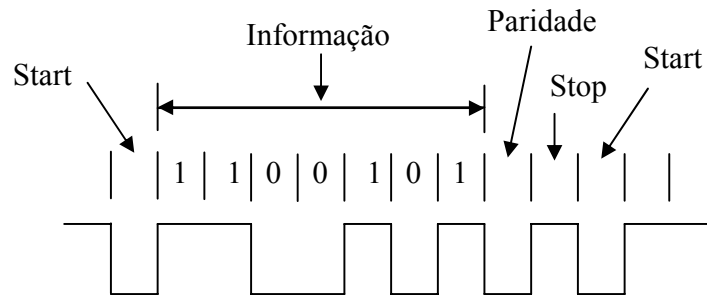 Informação
Paridade
Start
Stop
Start
1 1 0 0 1 0 1